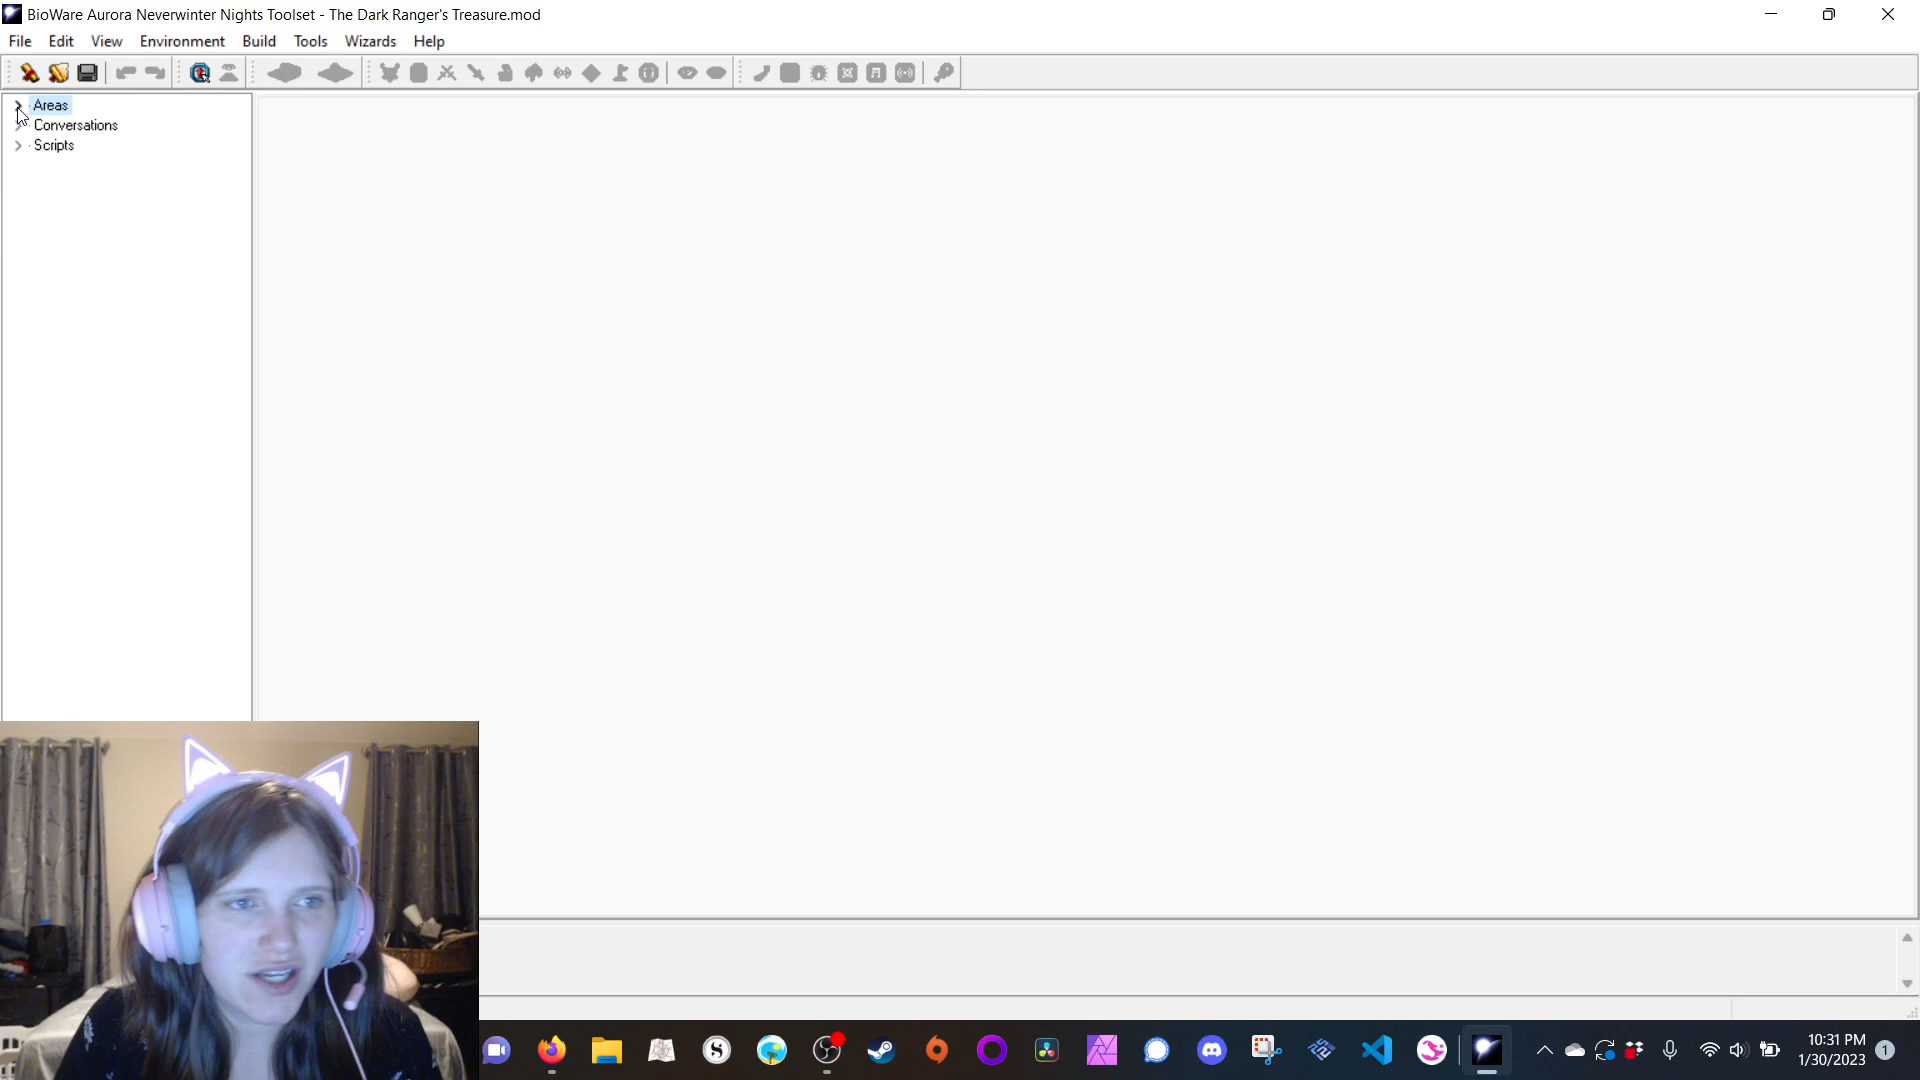 BioWare Aurora Neverwinter Nights Toolset - The Dark Ranger's Treasure.mod
File Edit View Environment Build Tools Wizards Help
Areas
Conversations
Scripts
10:31 PM
1/30/2023
1